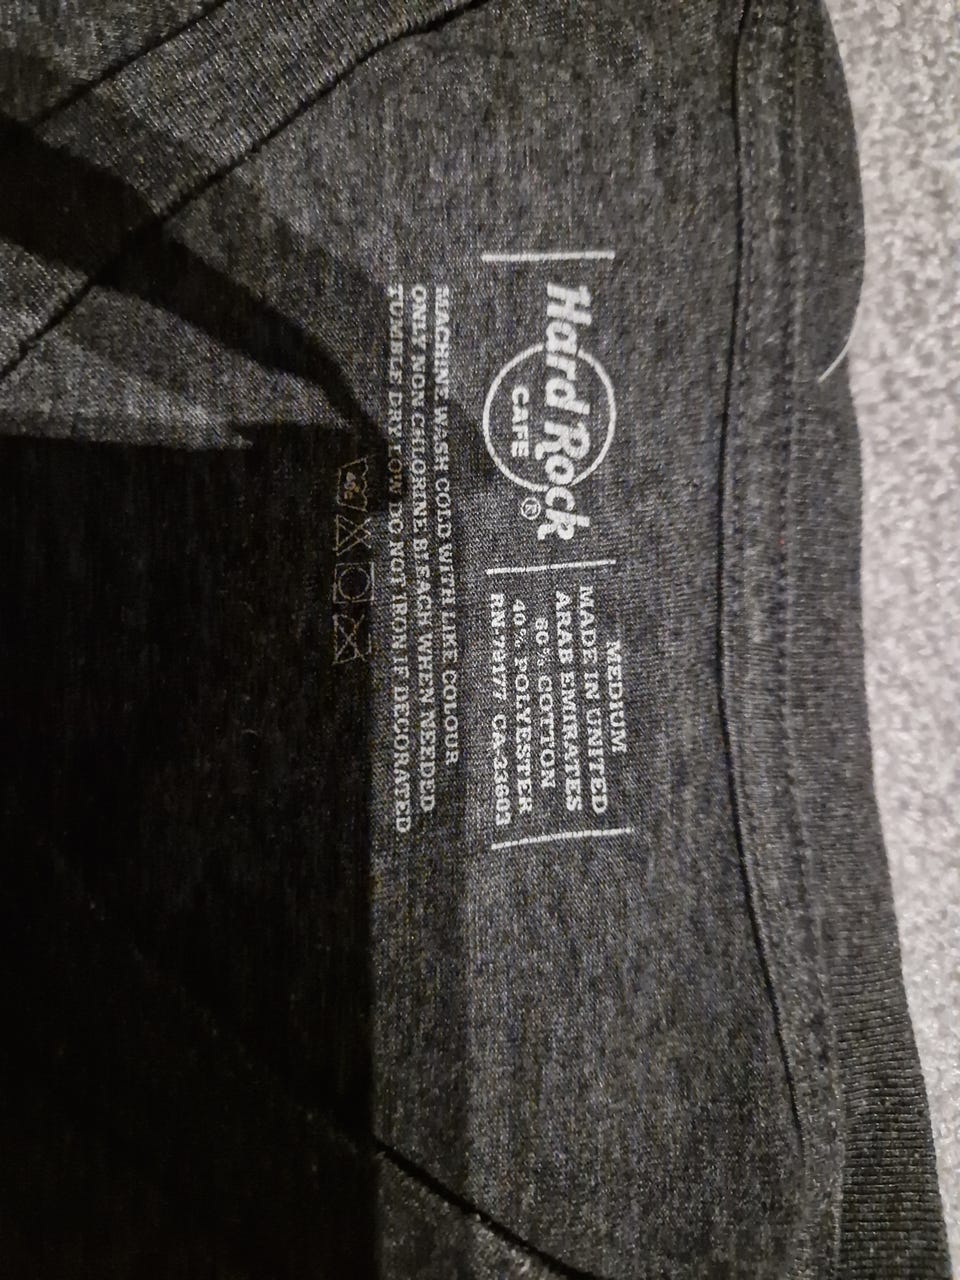 Hard Rock
CAFE
®
MEDIUM
MADE IN UNITED
ARAB EMIRATES
60% COTTON
40% POLYESTER
RN-79177 CA-33603
MACHINE WASH COLD WITH LIKE COLOUR
ONLY NON CHLORINE BLEACH WHEN NEEDED
TUMBLE DRY LOW DO NOT IRON IF DECORATED